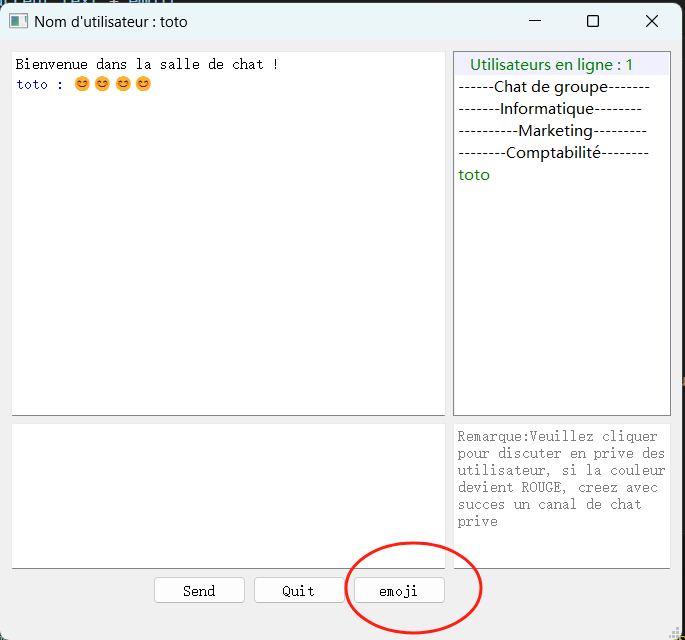 Nom d'utilisateur : toto
Bienvenue dans la salle de chat !
toto : 😊😊😊😊
Utilisateurs en ligne : 1
------Chat de groupe-------
-------Informatique--------
----------Marketing---------
--------Comptabilité--------
toto
Remarque:Veuillez cliquer
pour discuter en prive des
utilisateur, si la couleur
devient ROUGE, creez avec
succes un canal de chat
prive
Send
Quit
emoji